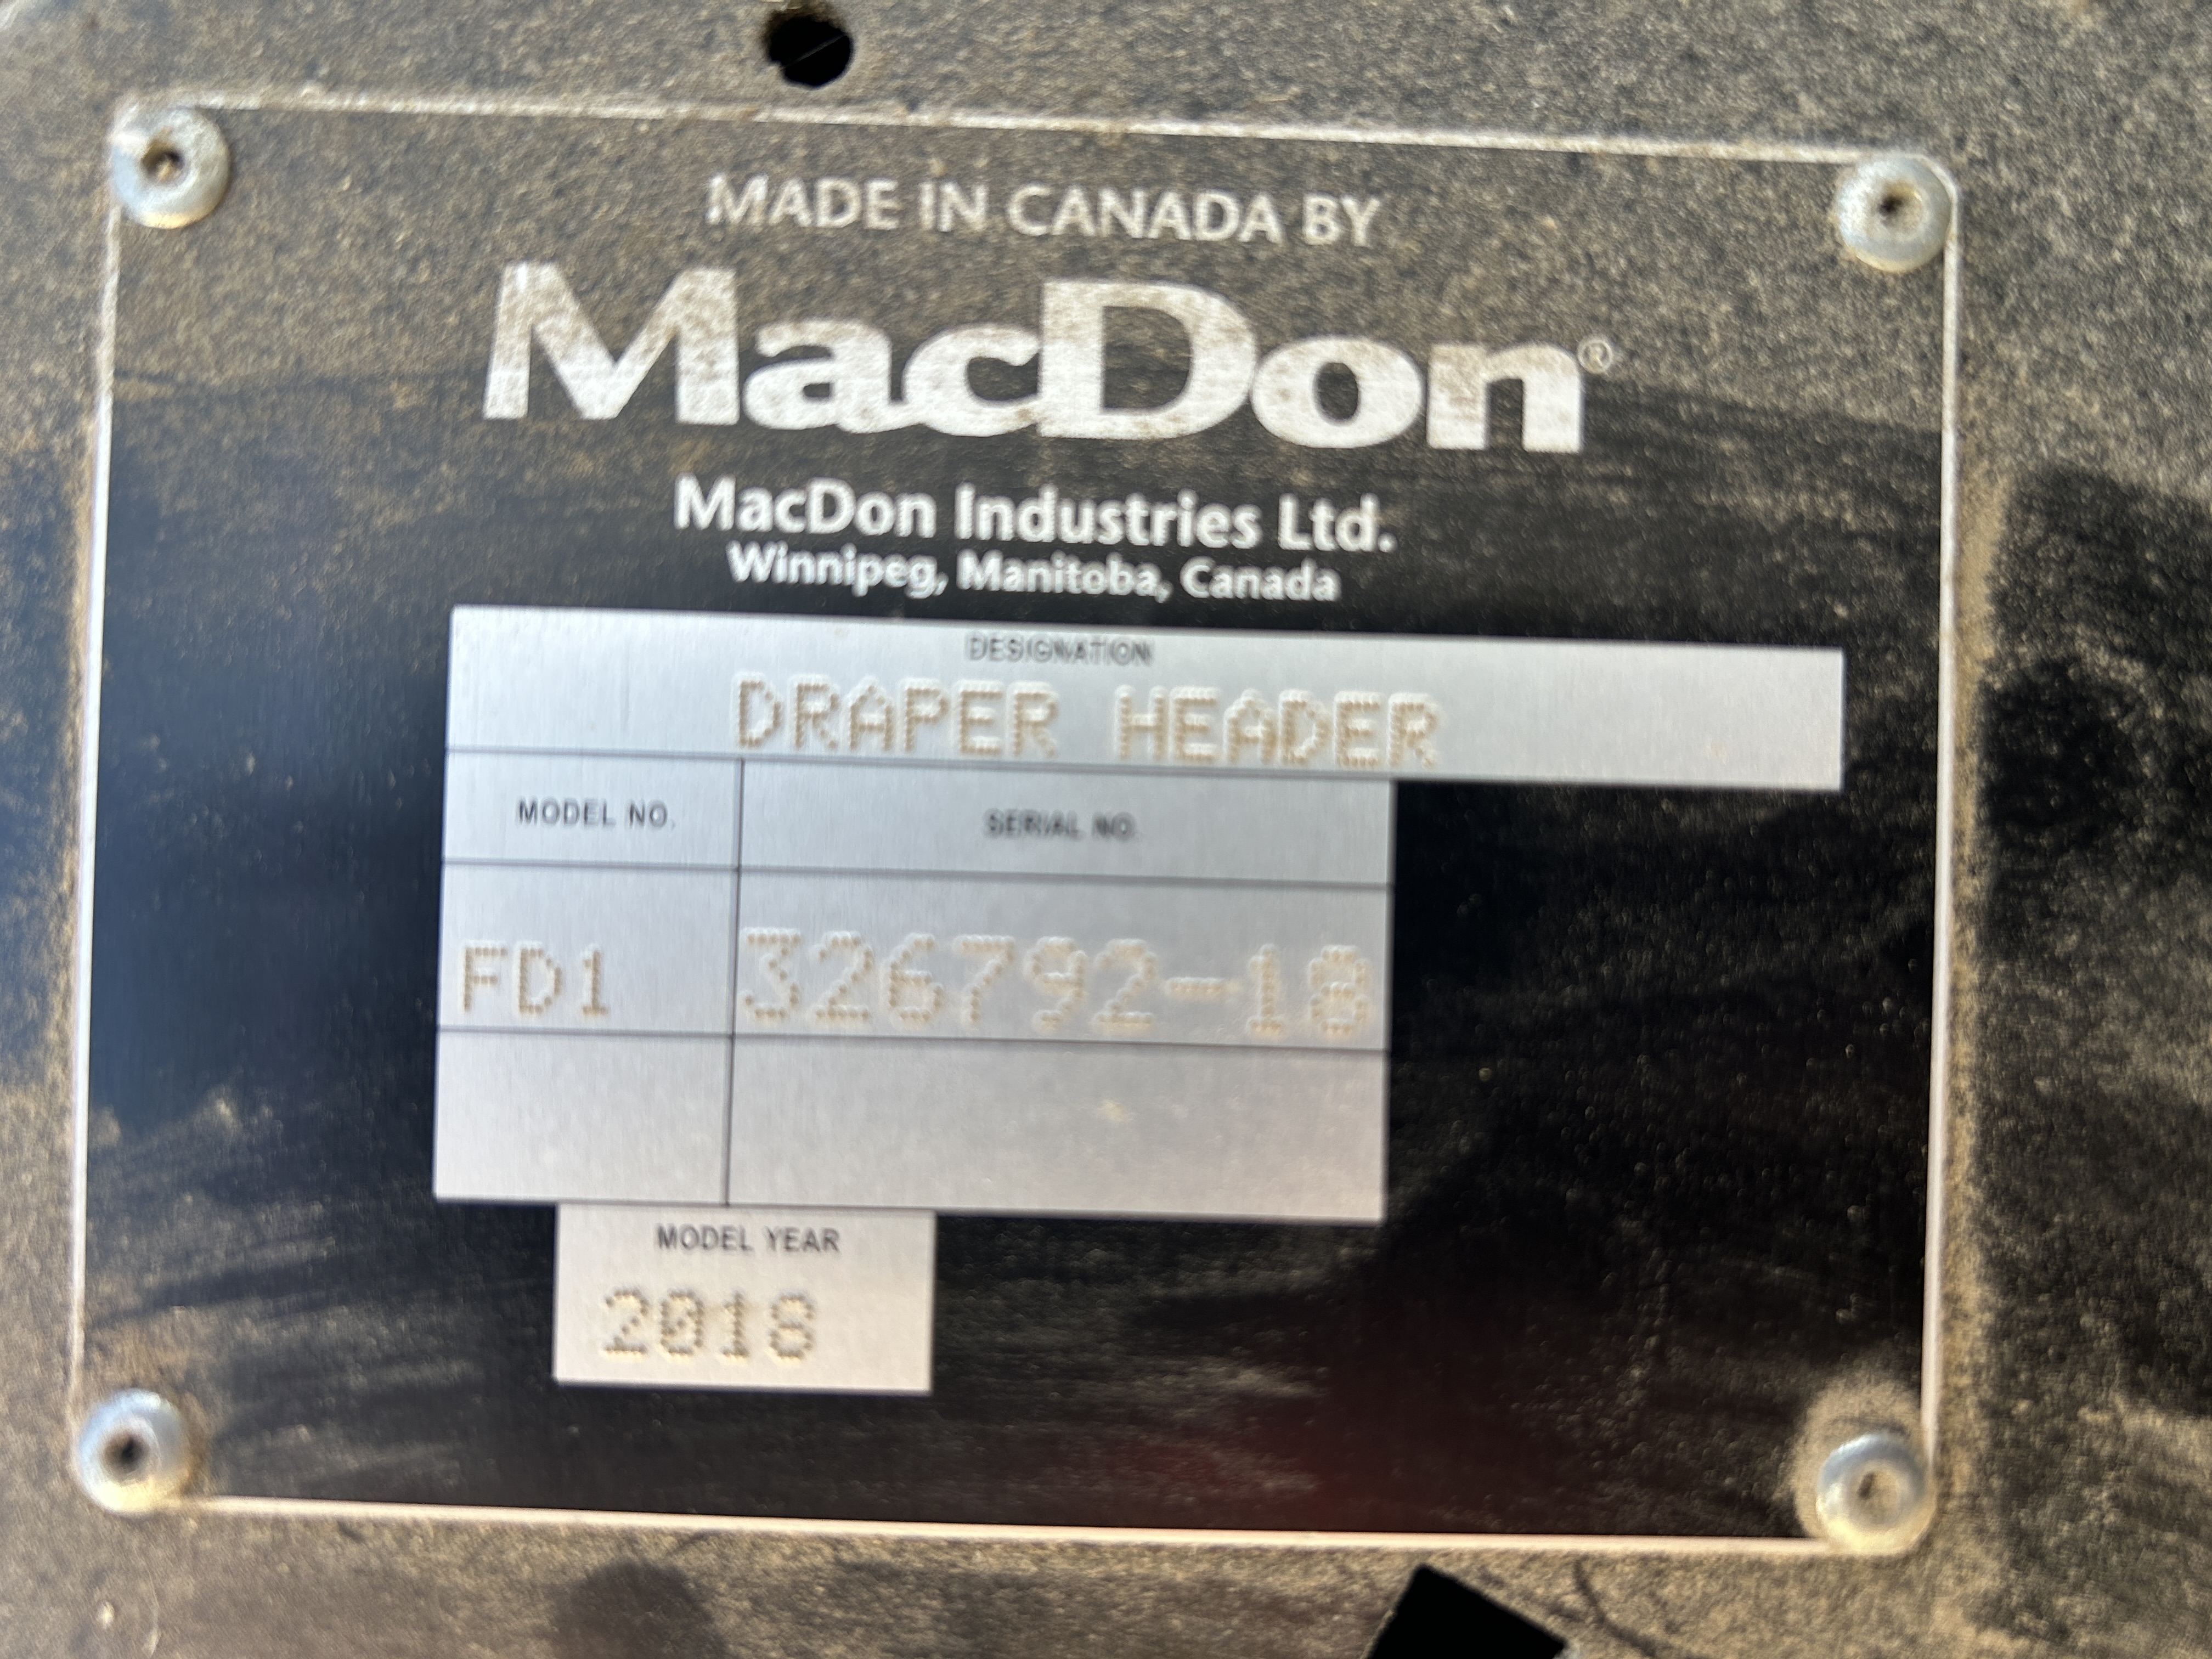 MADE IN CANADA BY
MacDon®
MacDon Industries Ltd.
Winnipeg, Manitoba, Canada
DESIGNATION
DRAPER HEADER
MODEL NO. SERIAL NO.
FD1 326792-18
MODEL YEAR
2018